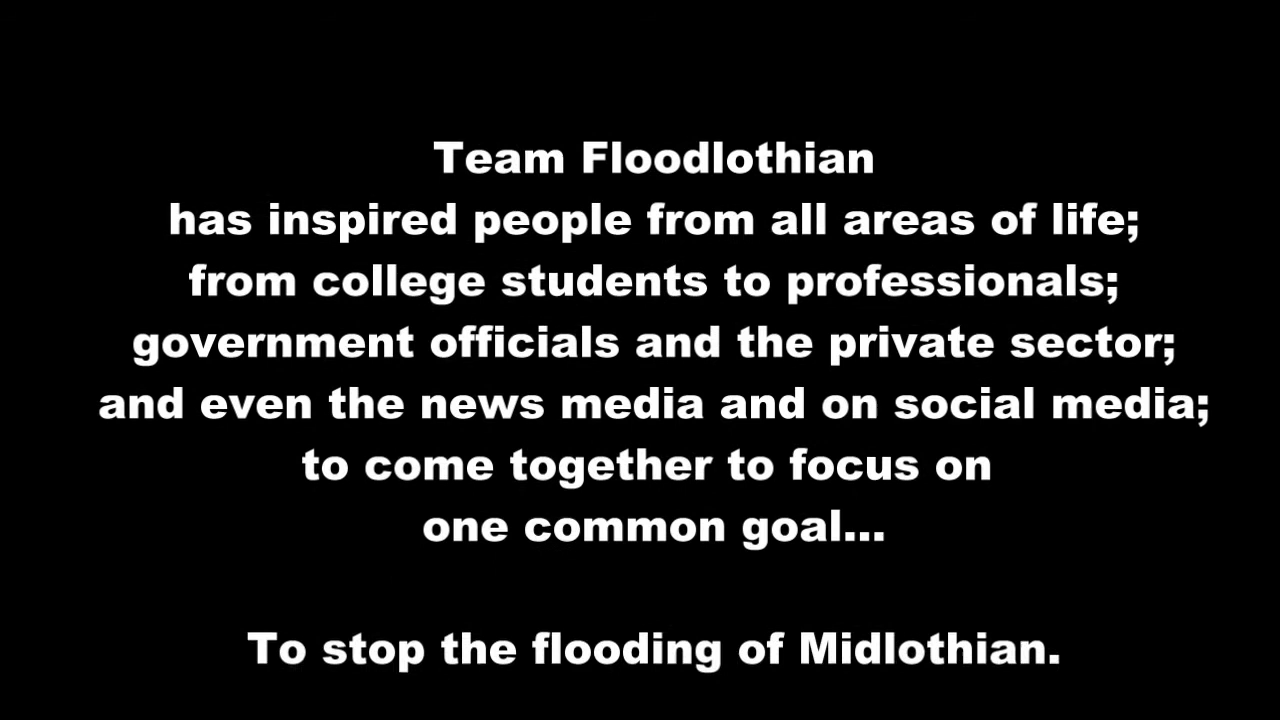 Team Floodlothian
has inspired people from all areas of life;
from college students to professionals;
government officials and the private sector;
and even the news media and on social media;
to come together to focus on
one common goal...
To stop the flooding of Midlothian.